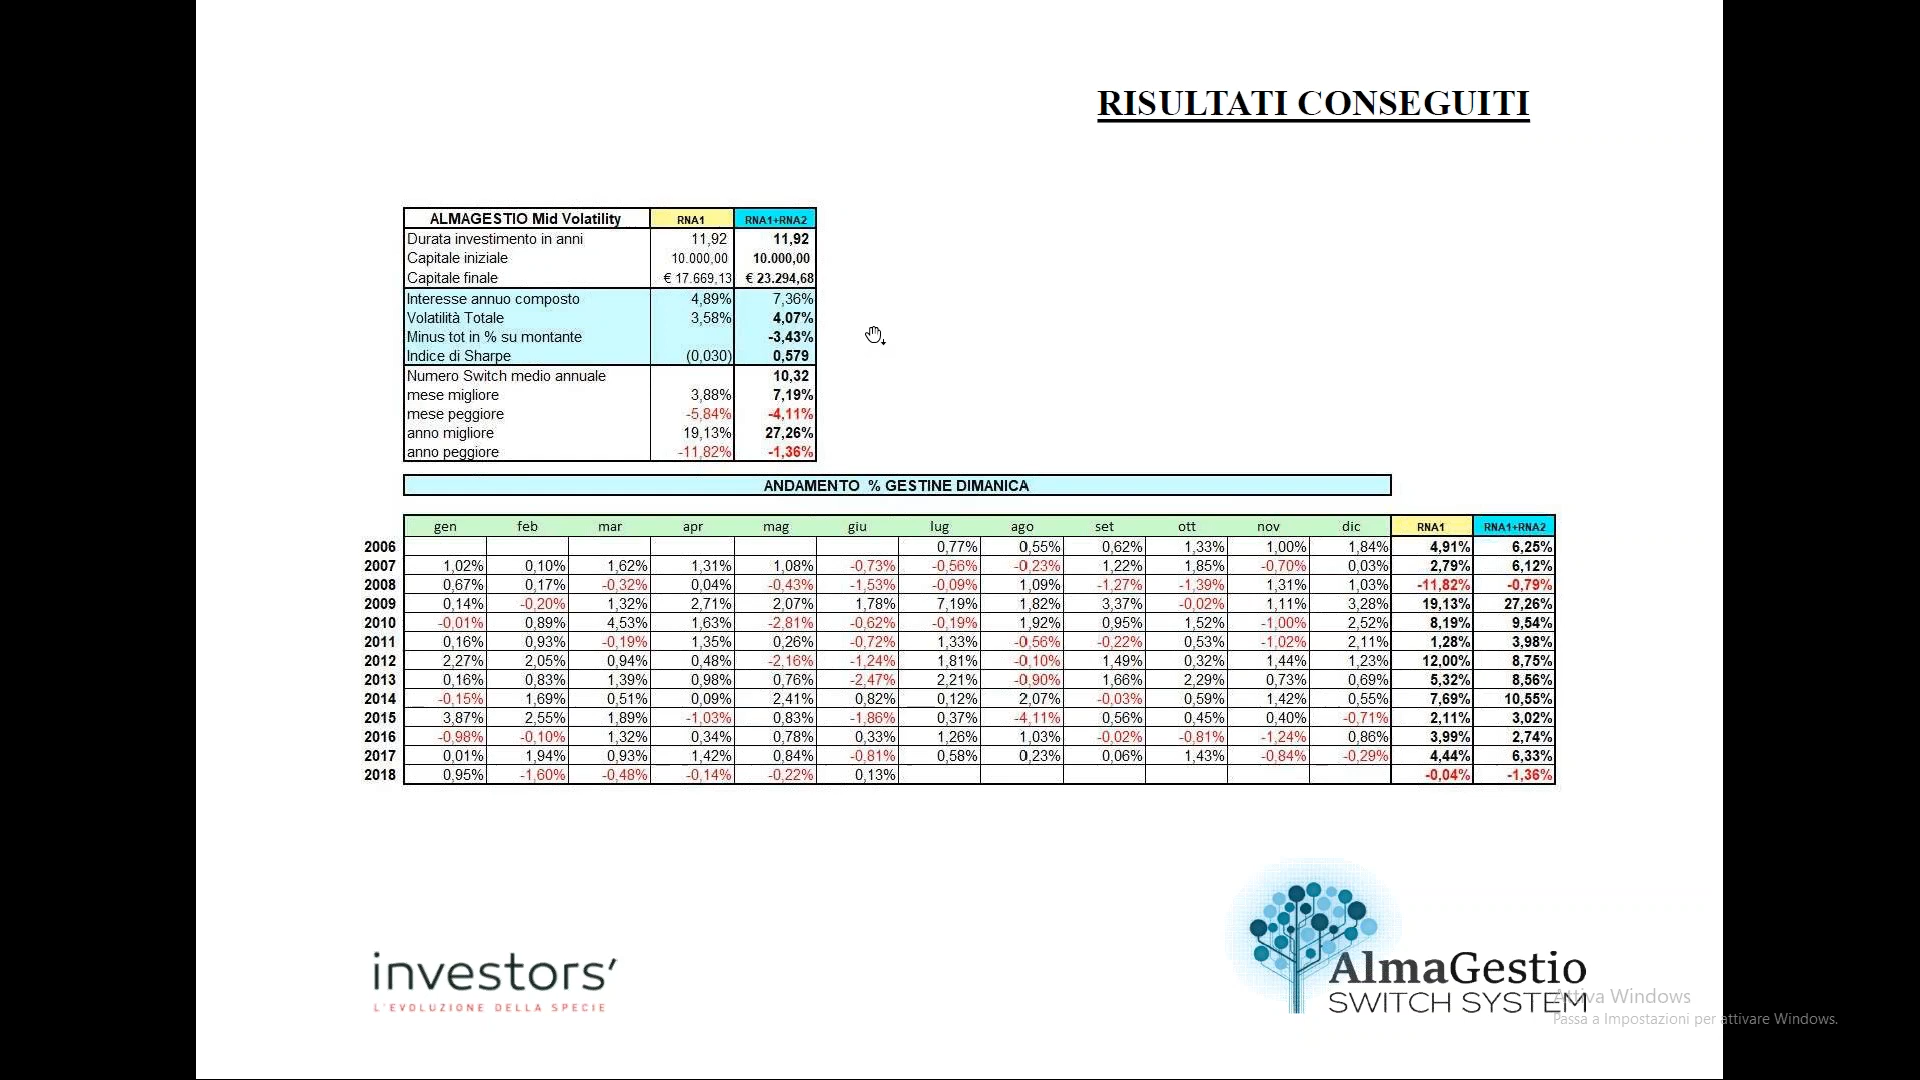 RISULTATI CONSEGUITI
ALMAGESTIO Mid Volatility RNA1 RNA1+RNA2
Durata investimento in anni 11,92 11,92
Capitale iniziale 10.000,00 10.000,00
Capitale finale € 17.669,13 € 23.294,68
Interesse annuo composto 4,89% 7,36%
Volatilità Totale 3,58% 4,07%
Minus tot in % su montante -3,43%
Indice di Sharpe (0,030) 0,579
Numero Switch medio annuale 10,32
mese migliore 3,88% 7,19%
mese peggiore -5,84% -4,11%
anno migliore 19,13% 27,26%
anno peggiore -11,82% -1,36%
ANDAMENTO % GESTINE DIMANICA
gen feb mar apr mag giu lug ago set ott nov dic RNA1 RNA1+RNA2
2006 0,77% 0,55% 0,62% 1,33% 1,00% 1,84% 4,91% 6,25%
2007 1,02% 0,10% 1,62% 1,31% 1,08% -0,73% -0,56% -0,23% 1,22% 1,85% -0,70% 0,03% 2,79% 6,12%
2008 0,67% 0,17% -0,32% 0,04% -0,43% -1,53% -0,09% 1,09% -1,27% -1,39% 1,31% 1,03% -11,82% -0,79%
2009 0,14% -0,20% 1,32% 2,71% 2,07% 1,78% 7,19% 1,82% 3,37% -0,02% 1,11% 3,28% 19,13% 27,26%
2010 -0,01% 0,89% 4,53% 1,63% -2,81% -0,62% -0,19% 1,92% 0,95% 1,52% -1,00% 2,52% 8,19% 9,54%
2011 0,16% 0,93% -0,19% 1,35% 0,26% -0,72% 1,33% -0,56% -0,22% 0,53% -1,02% 2,11% 1,28% 3,98%
2012 2,27% 2,05% 0,94% 0,48% -2,16% -1,24% 1,81% -0,10% 1,49% 0,32% 1,44% 1,23% 12,00% 8,75%
2013 0,16% 0,83% 1,39% 0,98% 0,76% -2,47% 2,21% -0,90% 1,66% 2,29% 0,73% 0,69% 5,32% 8,56%
2014 -0,15% 1,69% 0,51% 0,09% 2,41% 0,82% 0,12% 2,07% -0,03% 0,59% 1,42% 0,55% 7,69% 10,55%
2015 3,87% 2,55% 1,89% -1,03% 0,83% -1,86% 0,37% -4,11% 0,56% 0,45% 0,40% -0,71% 2,11% 3,02%
2016 -0,98% -0,10% 1,32% 0,34% 0,78% 0,33% 1,26% 1,03% -0,02% -0,81% -1,24% 0,86% 3,99% 2,74%
2017 0,01% 1,94% 0,93% 1,42% 0,84% -0,81% 0,58% 0,23% 0,06% 1,43% -0,84% -0,29% 4,44% 6,33%
2018 0,95% -1,60% -0,48% -0,14% -0,22% 0,13% -0,04% -1,36%
investors'
L'EVOLUZIONE DELLA SPECIE
AlmaGestio
SWITCH SYSTEM
Attiva Windows
Passa a Impostazioni per attivare Windows.